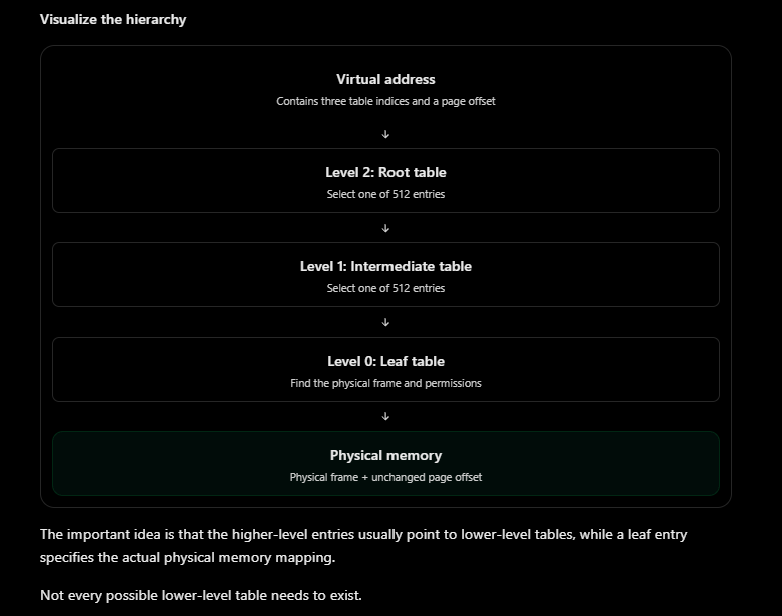 Visualize the hierarchy
Virtual address
Contains three table indices and a page offset
↓
Level 2: Root table
Select one of 512 entries
↓
Level 1: Intermediate table
Select one of 512 entries
↓
Level 0: Leaf table
Find the physical frame and permissions
↓
Physical memory
Physical frame + unchanged page offset
The important idea is that the higher-level entries usually point to lower-level tables, while a leaf entry
specifies the actual physical memory mapping.
Not every possible lower-level table needs to exist.